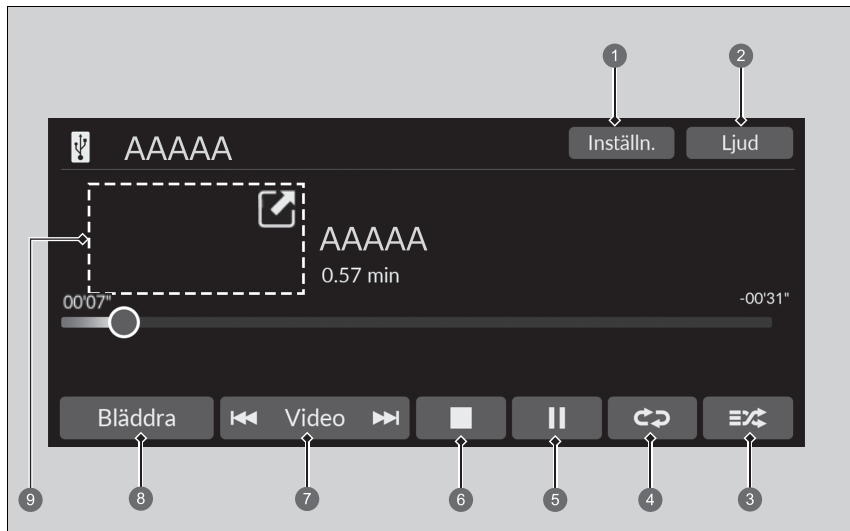 1 2
AAAAA Inställn. Ljud
AAAAA
0.57 min
00'07" -00'31"
Bläddra Video
9 8 7 6 5 4 3